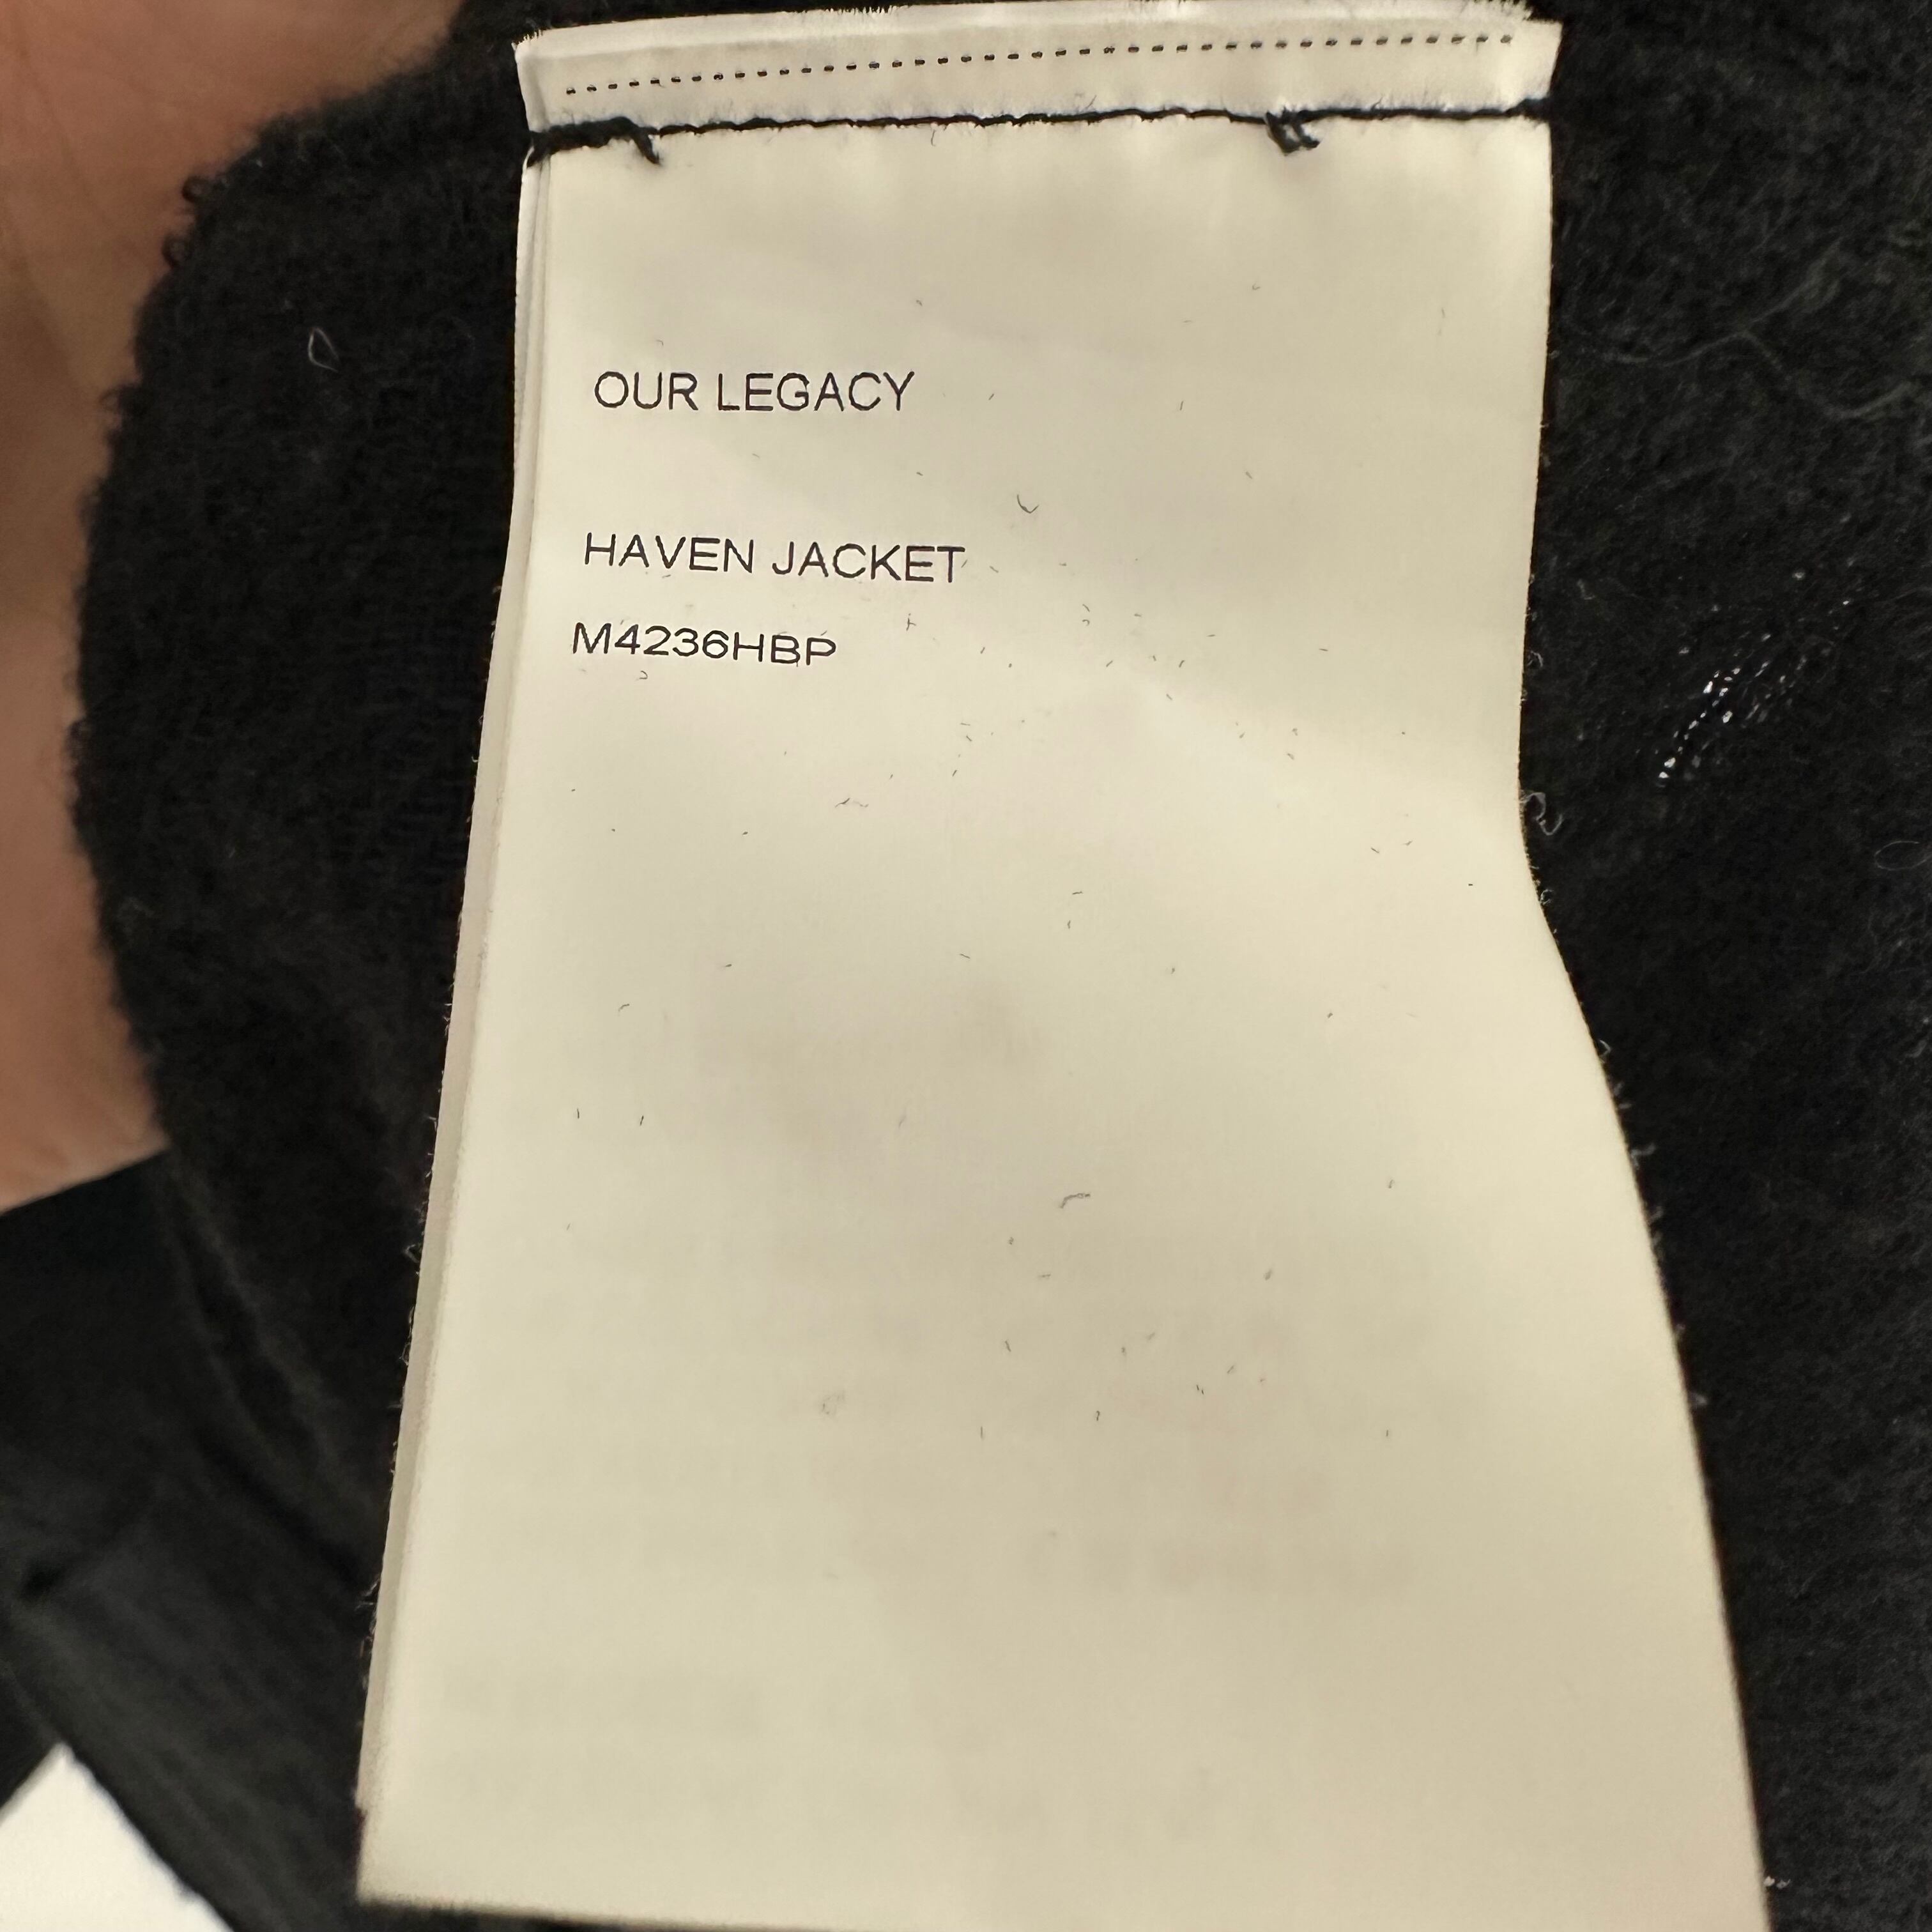 OUR LEGACY
HAVEN JACKET
M4236HBP